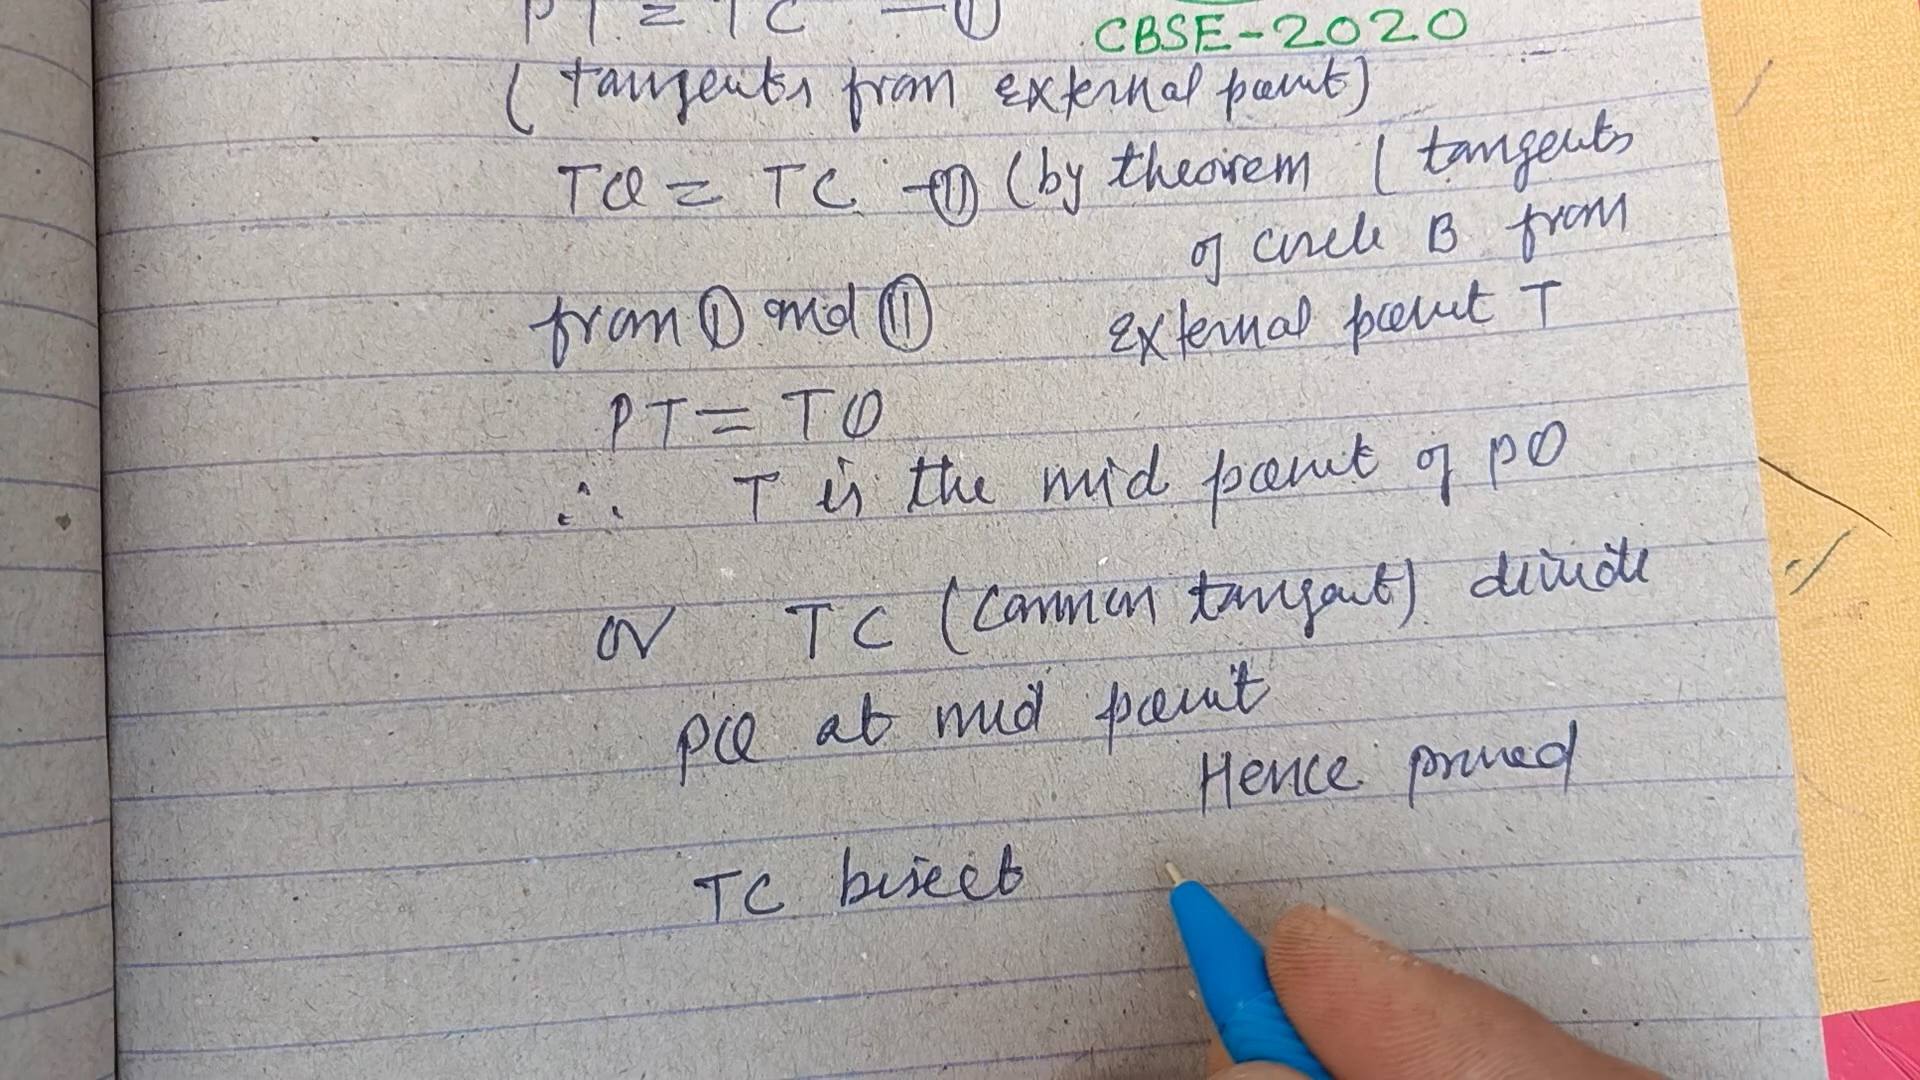 PT = TC — (I)
CBSE-2020
( tangents from external point)
TQ = TC - (II) (by theorem ( tangents
of circle B from
external point T
from (I) and (II)
PT = TQ
∴ T is the mid point of PQ
or TC (Common tangent) divide
PQ at mid point
Hence proved
TC bisect